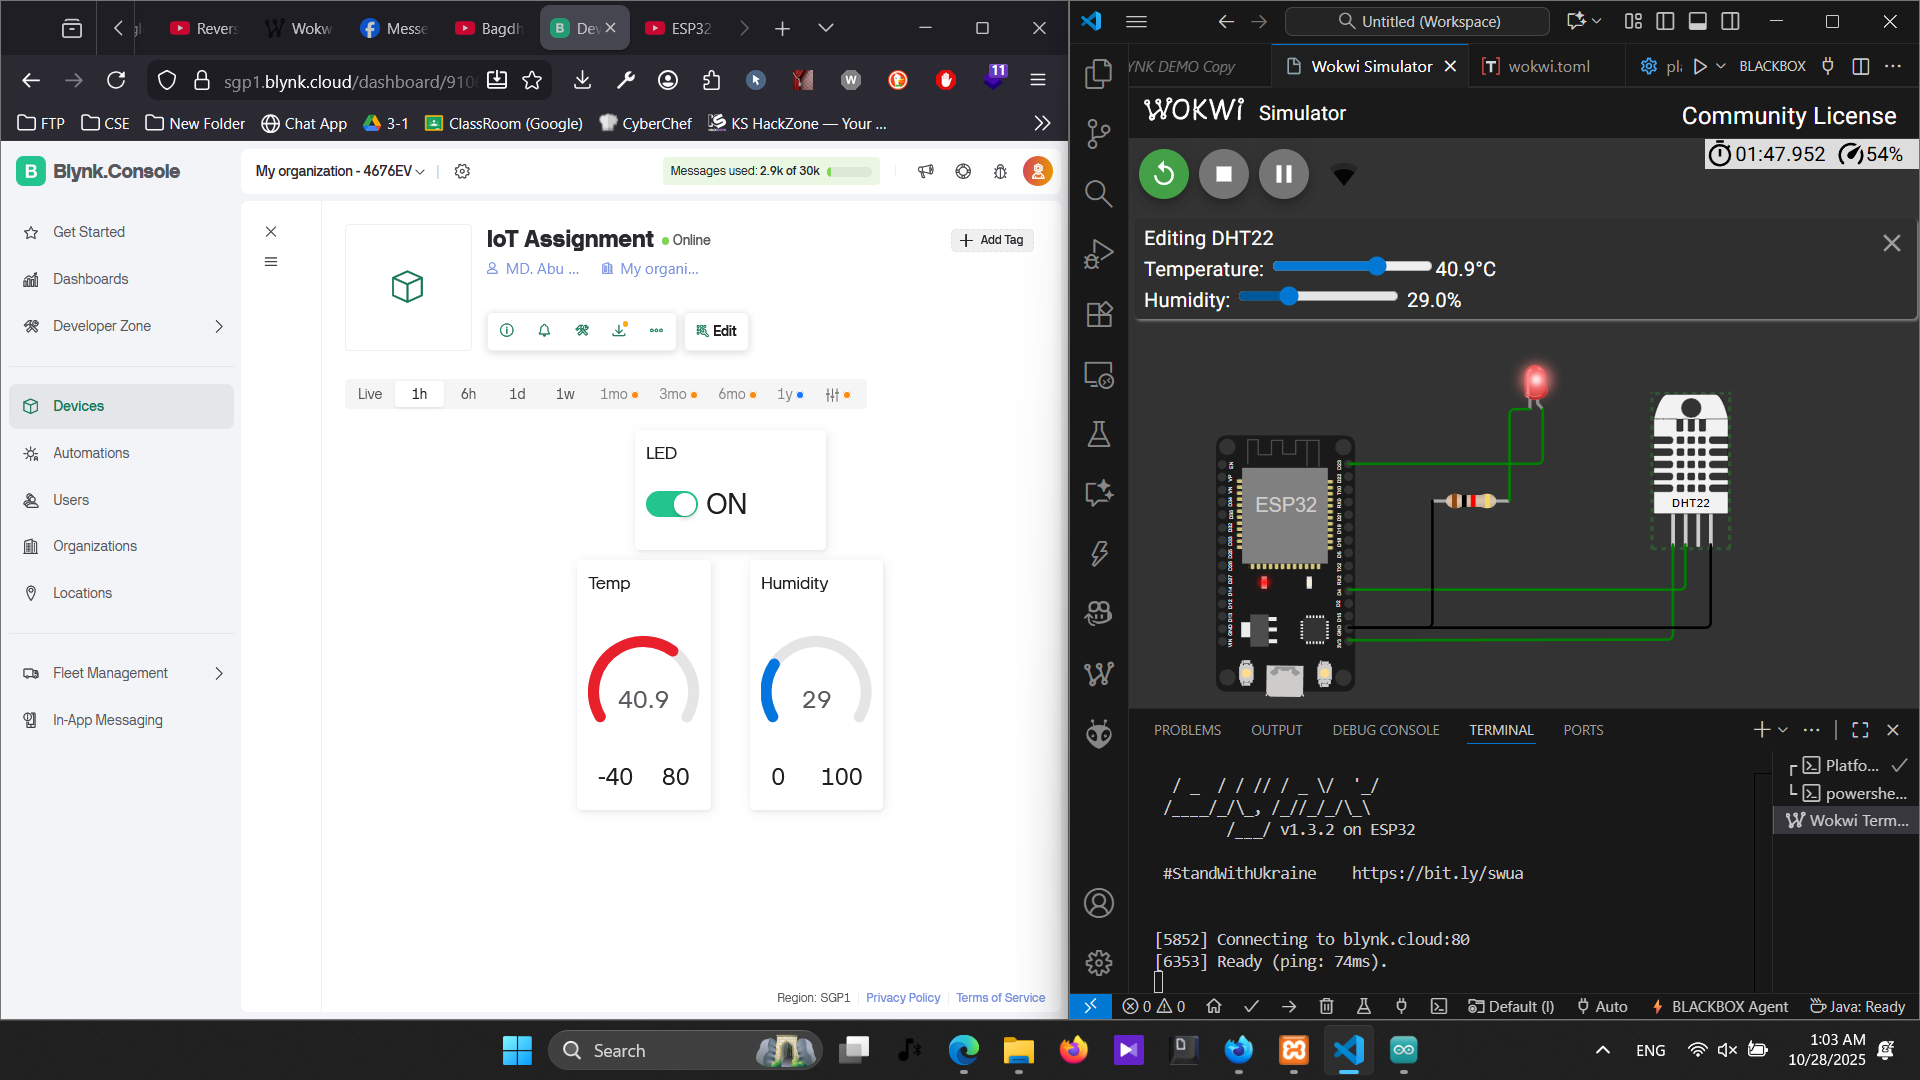 Revers
Wokw
Messe
Bagdh
Dev
ESP32
sgp1.blynk.cloud/dashboard/910
11
FTP
CSE
New Folder
Chat App
3-1
ClassRoom (Google)
CyberChef
KS HackZone — Your ...
B
Blynk.Console
My organization - 4676EV
Messages used: 2.9k of 30k
Get Started
Dashboards
Developer Zone
Devices
Automations
Users
Organizations
Locations
Fleet Management
In-App Messaging
IoT Assignment
Online
Add Tag
MD. Abu ...
My organi...
Edit
Live 1h 6h 1d 1w 1mo 3mo 6mo 1y
LED
ON
Temp
40.9
-40 80
Humidity
29
0 100
Region: SGP1 Privacy Policy Terms of Service
Untitled (Workspace)
YNK DEMO Copy
Wokwi Simulator
wokwi.toml
BLACKBOX
WOKWI Simulator
Community License
01:47.952 54%
Editing DHT22
Temperature: 40.9°C
Humidity: 29.0%
ESP32
DHT22
PROBLEMS OUTPUT DEBUG CONSOLE TERMINAL PORTS
/ _ / / // / _ \/ '_/
/____/_/\_, /_//_/_/\_\
/___/ v1.3.2 on ESP32
#StandWithUkraine https://bit.ly/swua
[5852] Connecting to blynk.cloud:80
[6353] Ready (ping: 74ms).
Platfo...
powershe...
Wokwi Term...
0 0
Default (I)
Auto
BLACKBOX Agent
Java: Ready
Search
ENG
1:03 AM
10/28/2025